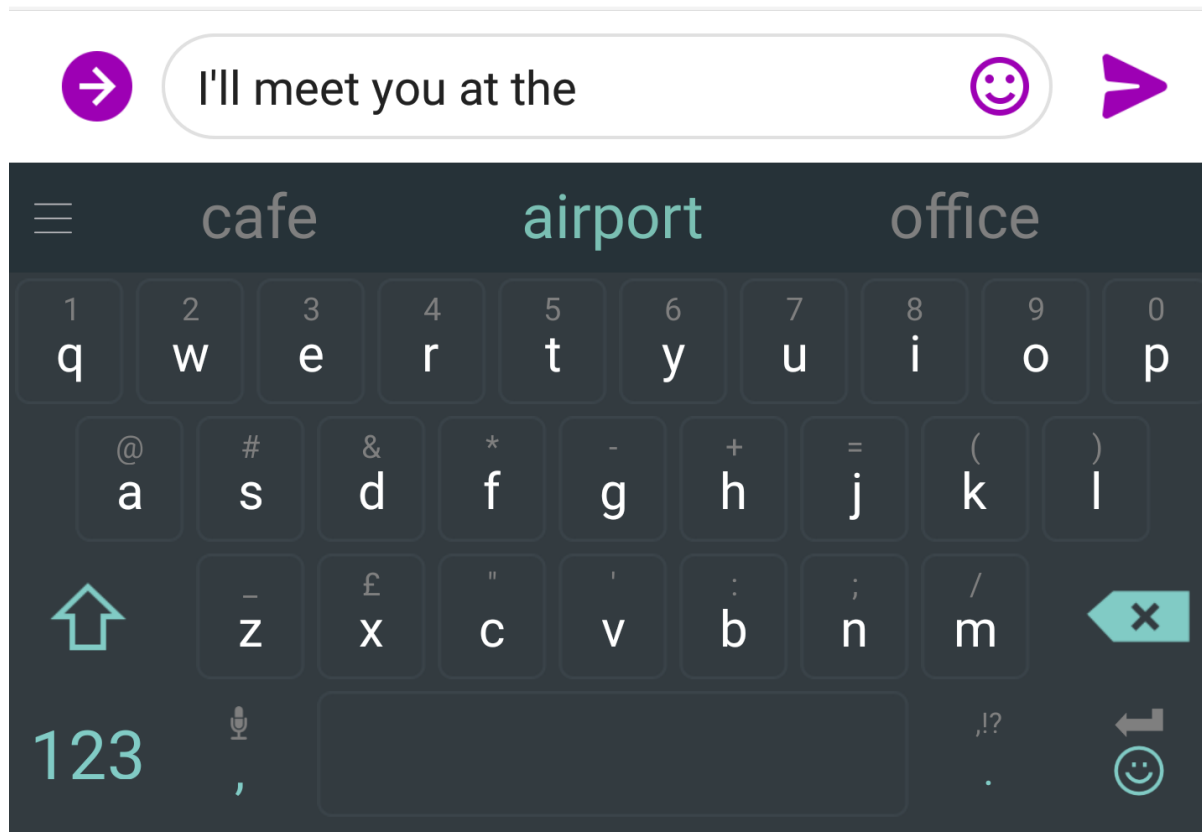 I'll meet you at the
cafe airport office
1 2 3 4 5 6 7 8 9 0
q w e r t y u i o p
@ # & * - + = ( )
a s d f g h j k l
_ £ " ' : ; /
z x c v b n m
,!?
123 , .